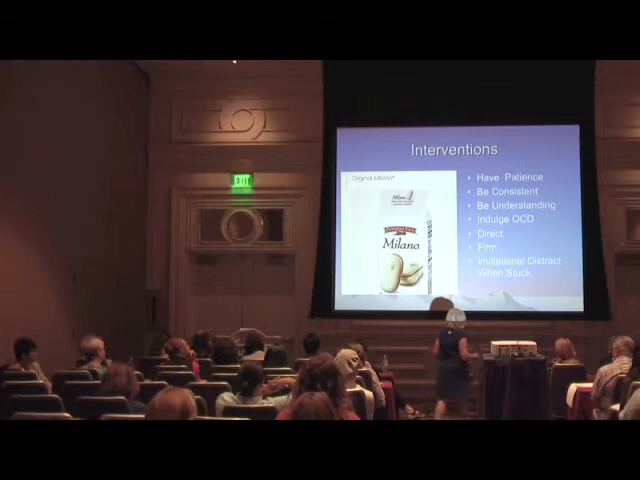 EXIT
Interventions
Original Milano®
Milano
Milano
• Have Patience
• Be Consistent
• Be Understanding
• Indulge OCD
• Direct
• Firm
• Invitational Distract
When Stuck